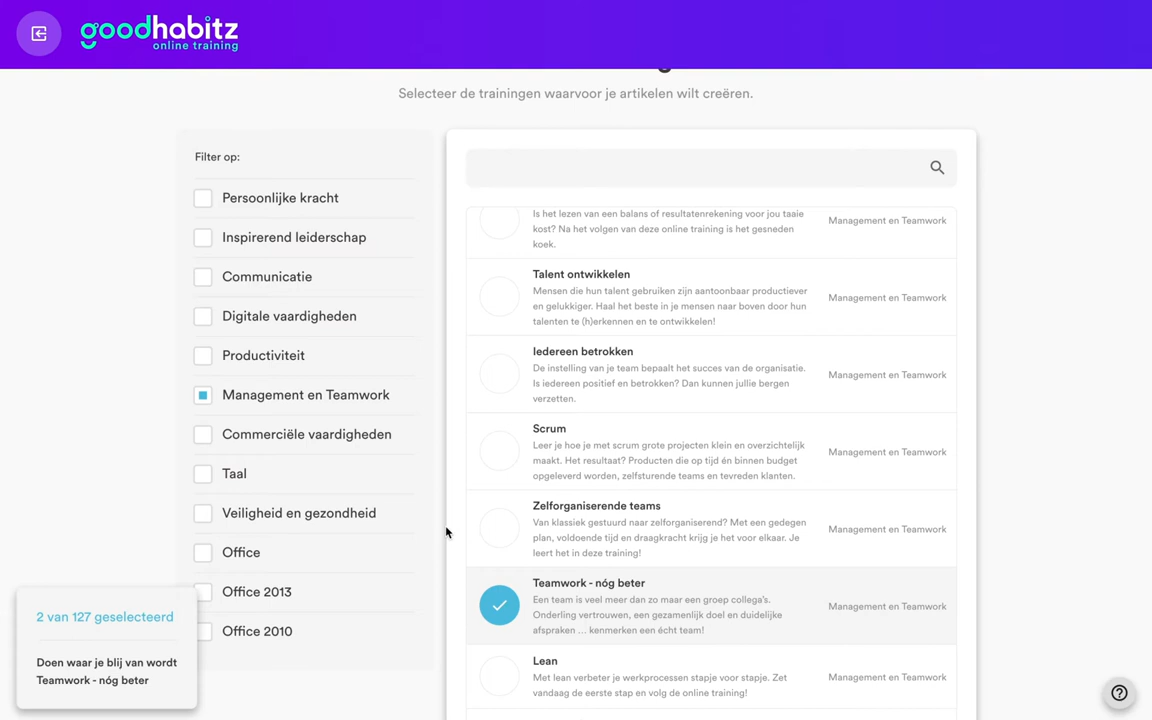 goodhabitz
online training
Selecteer de trainingen waarvoor je artikelen wilt creëren.
Filter op:
Persoonlijke kracht
Inspirerend leiderschap
Communicatie
Digitale vaardigheden
Productiviteit
Management en Teamwork
Commerciële vaardigheden
Taal
Veiligheid en gezondheid
Office
Office 2013
Office 2010
Is het lezen van een balans of resultatenrekening voor jou taaie
kost? Na het volgen van deze online training is het gesneden
koek.
Management en Teamwork
Talent ontwikkelen
Mensen die hun talent gebruiken zijn aantoonbaar productiever
en gelukkiger. Haal het beste in je mensen naar boven door hun
talenten te (h)erkennen en te ontwikkelen!
Management en Teamwork
Iedereen betrokken
De instelling van je team bepaalt het succes van de organisatie.
Is iedereen positief en betrokken? Dan kunnen jullie bergen
verzetten.
Management en Teamwork
Scrum
Leer je hoe je met scrum grote projecten klein en overzichtelijk
maakt. Het resultaat? Producten die op tijd én binnen budget
opgeleverd worden, zelfsturende teams en tevreden klanten.
Management en Teamwork
Zelforganiserende teams
Van klassiek gestuurd naar zelforganiserend? Met een gedegen
plan, voldoende tijd en draagkracht krijg je het voor elkaar. Je
leert het in deze training!
Management en Teamwork
Teamwork - nóg beter
Een team is veel meer dan zo maar een groep collega's.
Onderling vertrouwen, een gezamenlijk doel en duidelijke
afspraken ... kenmerken een écht team!
Management en Teamwork
Lean
Met lean verbeter je werkprocessen stapje voor stapje. Zet
vandaag de eerste stap en volg de online training!
Management en Teamwork
2 van 127 geselecteerd
Doen waar je blij van wordt
Teamwork - nóg beter